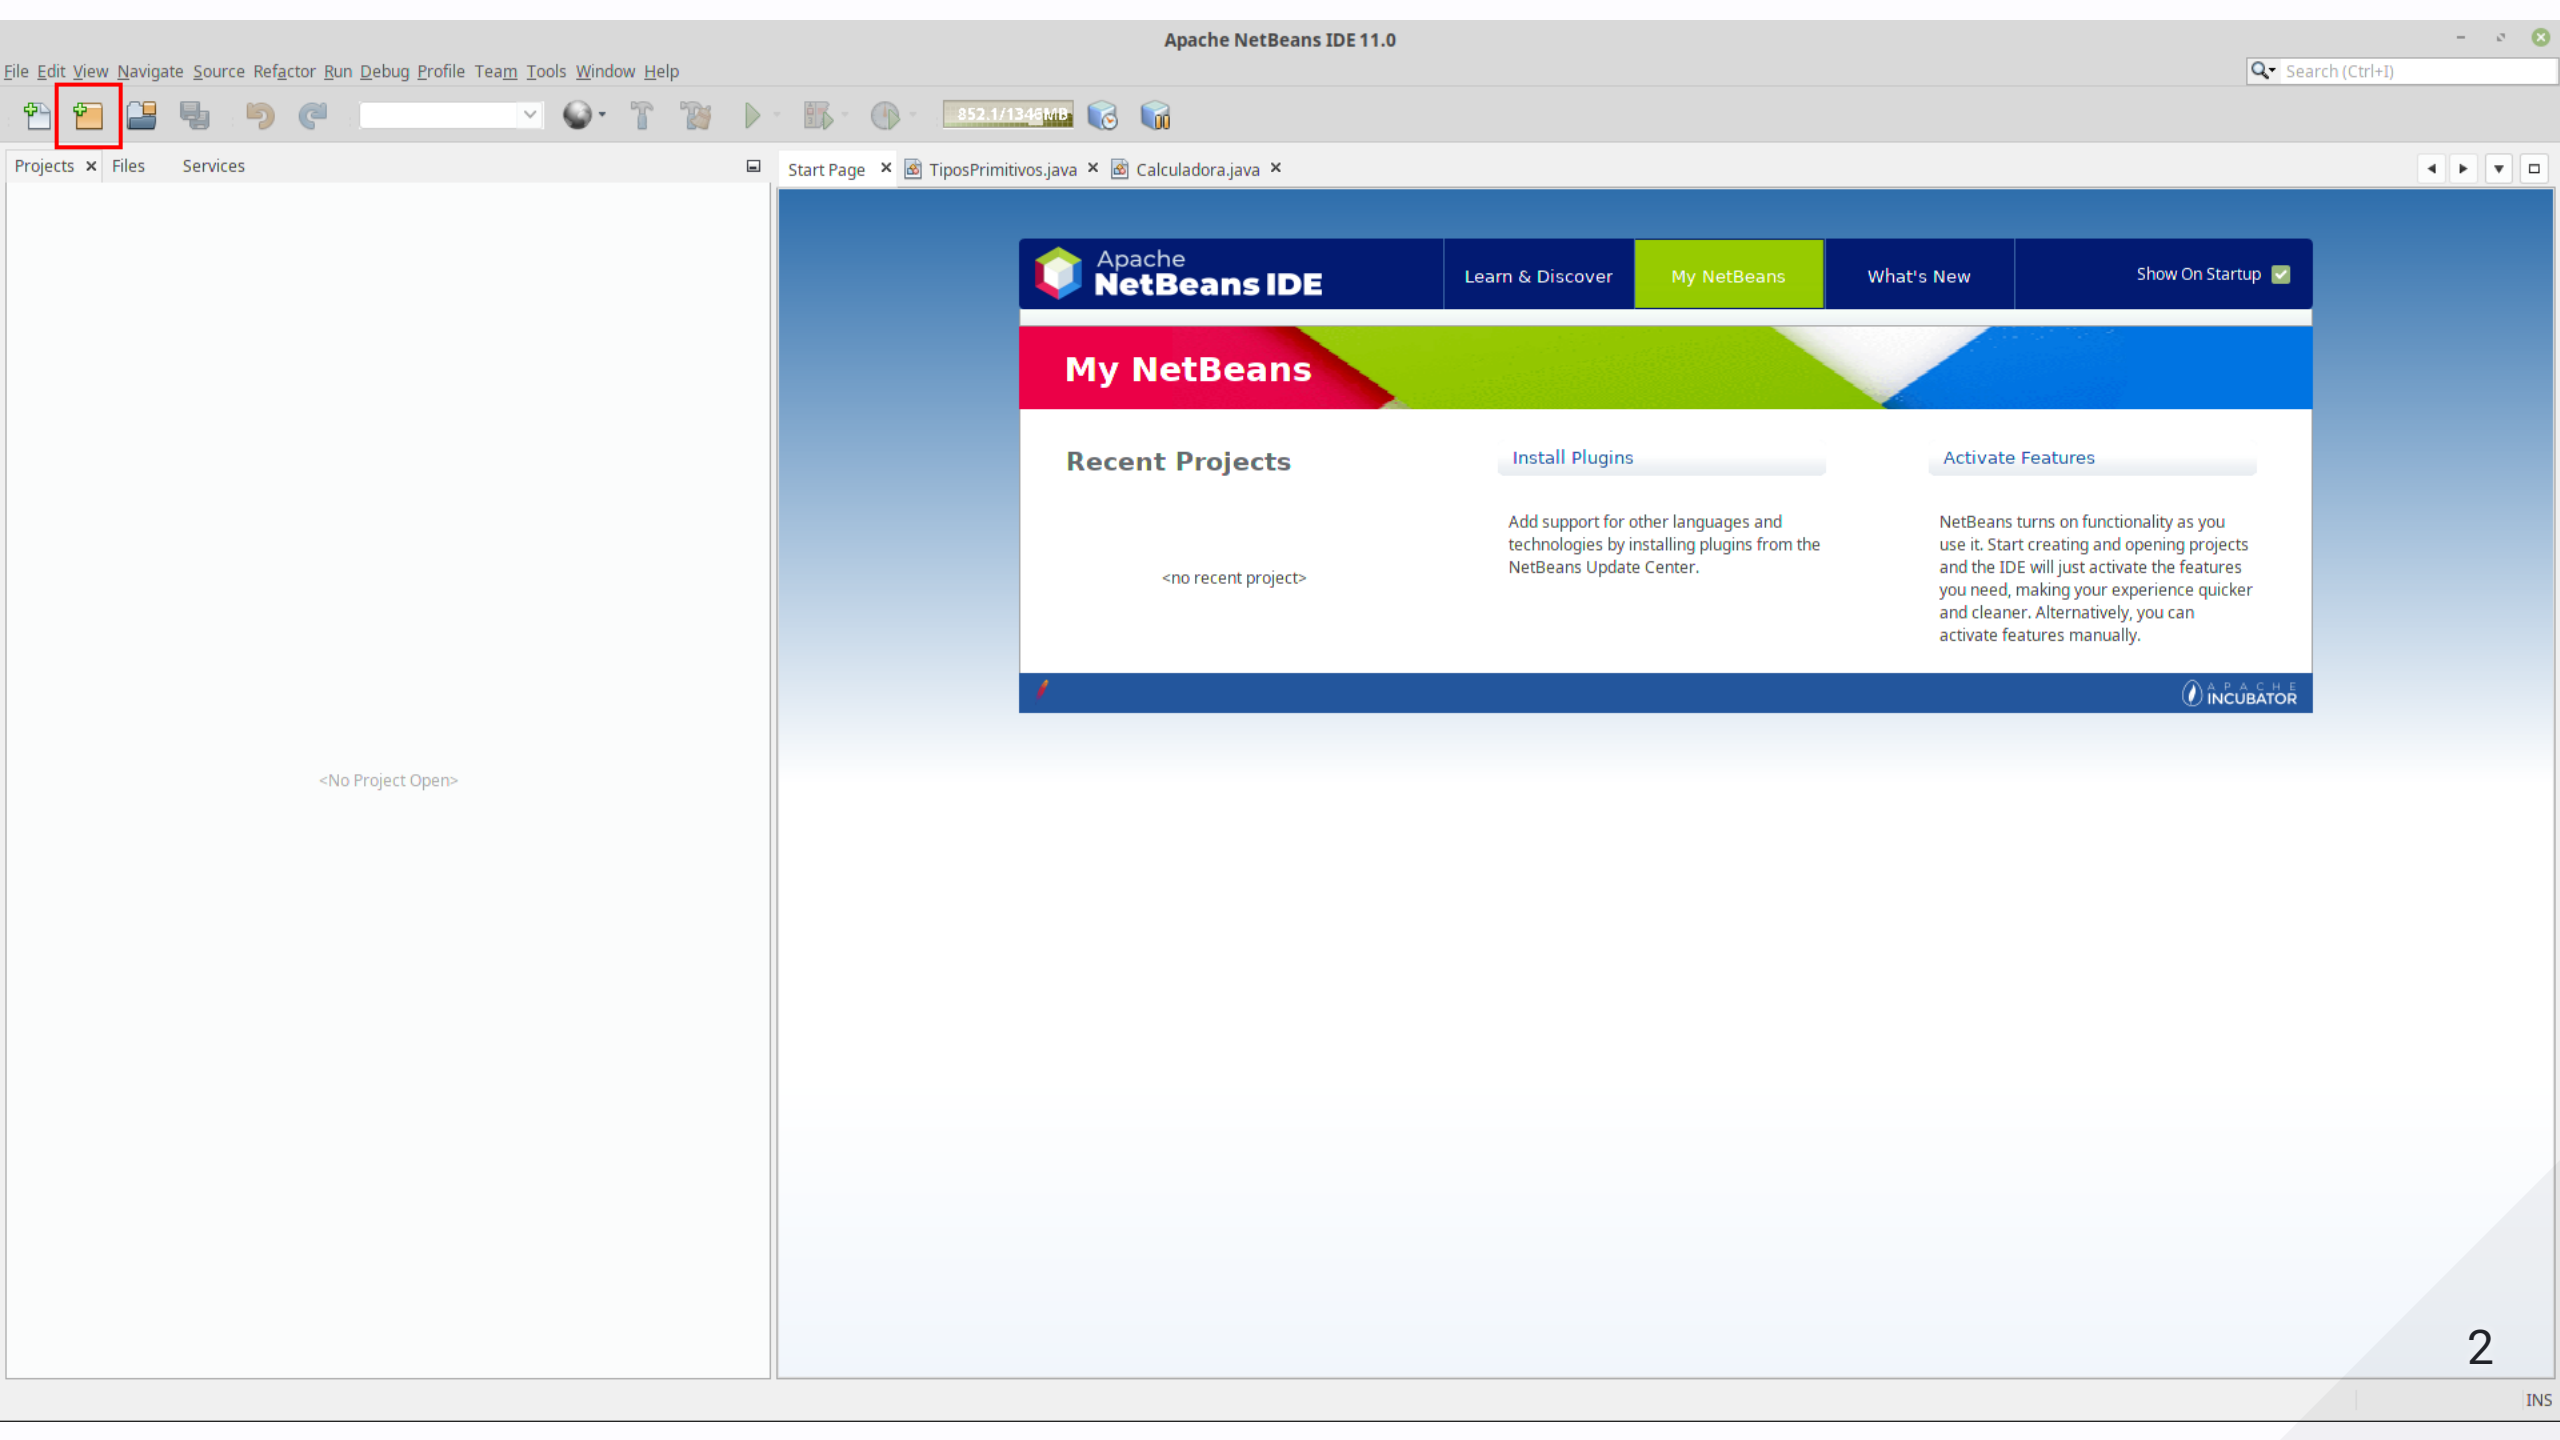 Apache NetBeans IDE 11.0
File Edit View Navigate Source Refactor Run Debug Profile Team Tools Window Help
Search (Ctrl+I)
852.1/1346MB
Projects Files Services
Start Page TiposPrimitivos.java Calculadora.java
Apache
NetBeans IDE
Learn & Discover
My NetBeans
What's New
Show On Startup
My NetBeans
Recent Projects
<no recent project>
Install Plugins
Add support for other languages and
technologies by installing plugins from the
NetBeans Update Center.
Activate Features
NetBeans turns on functionality as you
use it. Start creating and opening projects
and the IDE will just activate the features
you need, making your experience quicker
and cleaner. Alternatively, you can
activate features manually.
APACHE
INCUBATOR
<No Project Open>
2
INS